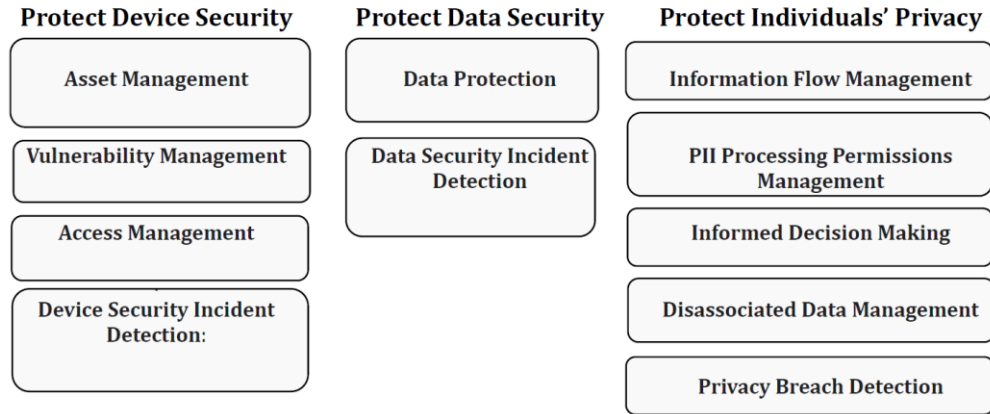 Protect Device Security
Asset Management
Vulnerability Management
Access Management
Device Security Incident
Detection:
Protect Data Security
Data Protection
Data Security Incident
Detection
Protect Individuals’ Privacy
Information Flow Management
PII Processing Permissions
Management
Informed Decision Making
Disassociated Data Management
Privacy Breach Detection